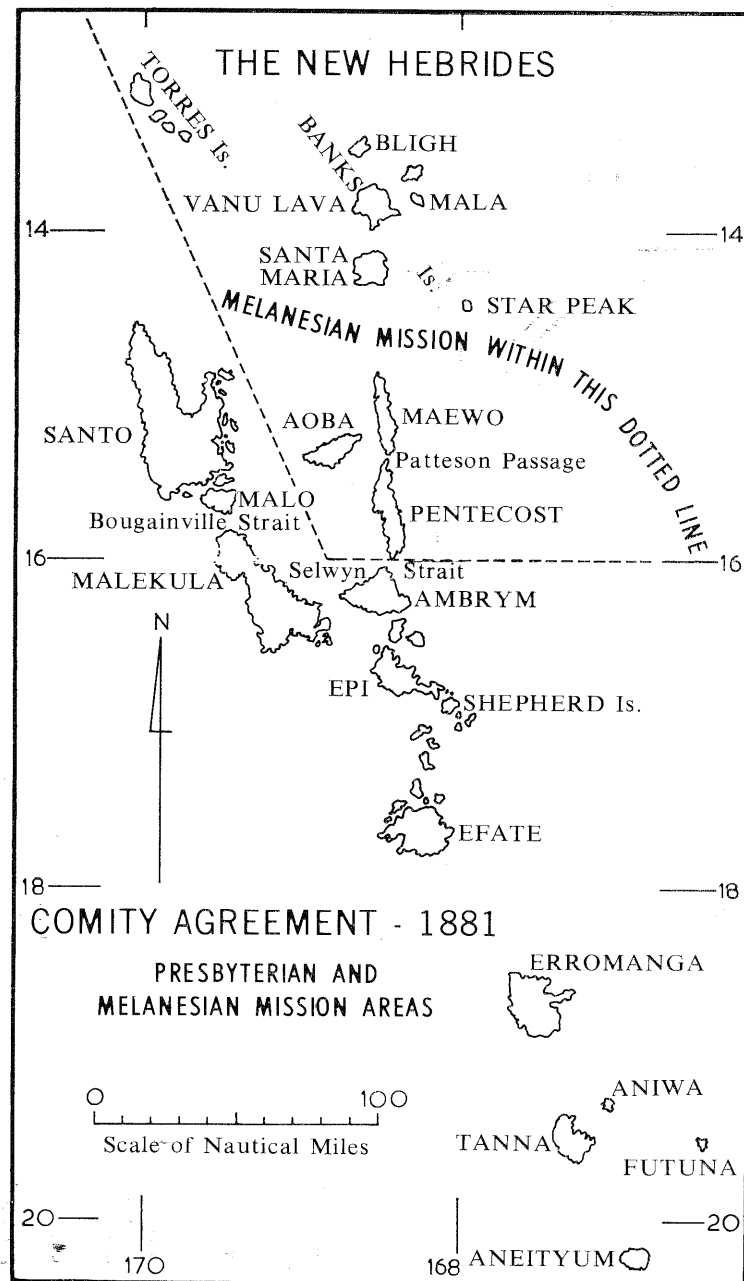 THE NEW HEBRIDES
TORRES Is.
BANKS
BLIGH
VANU LAVA
MALA
14
14
SANTA
MARIA
Is.
STAR PEAK
MELANESIAN MISSION WITHIN THIS DOTTED LINE
SANTO
AOBA
MAEWO
Patteson Passage
MALO
PENTECOST
Bougainville Strait
16
16
Selwyn Strait
MALEKULA
AMBRYM
N
EPI
SHEPHERD Is.
EFATE
18
18
COMITY AGREEMENT - 1881
PRESBYTERIAN AND
MELANESIAN MISSION AREAS
ERROMANGA
0
100
Scale of Nautical Miles
ANIWA
TANNA
FUTUNA
20
20
170
168
ANEITYUM